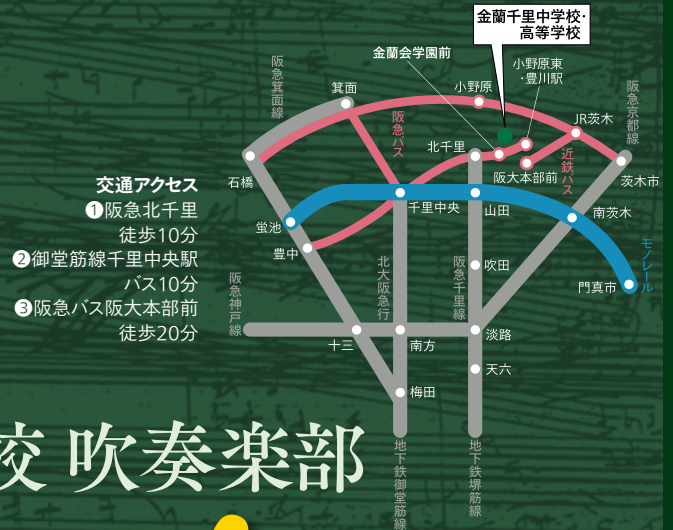 金蘭千里中学校・
高等学校
金蘭会学園前
小野原東
・豊川駅
阪急箕面線
箕面
小野原
阪急京都線
JR茨木
阪急バス
北千里
近鉄バス
石橋
阪大本部前
茨木市
交通アクセス
❶阪急北千里
徒歩10分
❷御堂筋線千里中央駅
バス10分
❸阪急バス阪大本部前
徒歩20分
千里中央
山田
南茨木
蛍池
豊中
モノレール
北大阪急行
阪急千里線
吹田
阪急神戸線
門真市
十三
南方
淡路
天六
梅田
校 吹奏楽部
地下鉄御堂筋線
地下鉄堺筋線